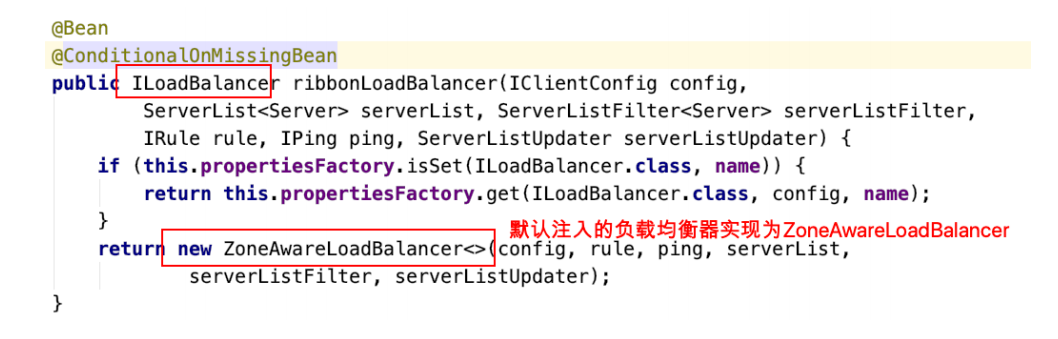 @Bean
@ConditionalOnMissingBean
public ILoadBalancer ribbonLoadBalancer(IClientConfig config,
ServerList<Server> serverList, ServerListFilter<Server> serverListFilter,
IRule rule, IPing ping, ServerListUpdater serverListUpdater) {
if (this.propertiesFactory.isSet(ILoadBalancer.class, name)) {
return this.propertiesFactory.get(ILoadBalancer.class, config, name);
}
默认注入的负载均衡器实现为ZoneAwareLoadBalancer
return new ZoneAwareLoadBalancer<>(config, rule, ping, serverList,
serverListFilter, serverListUpdater);
}